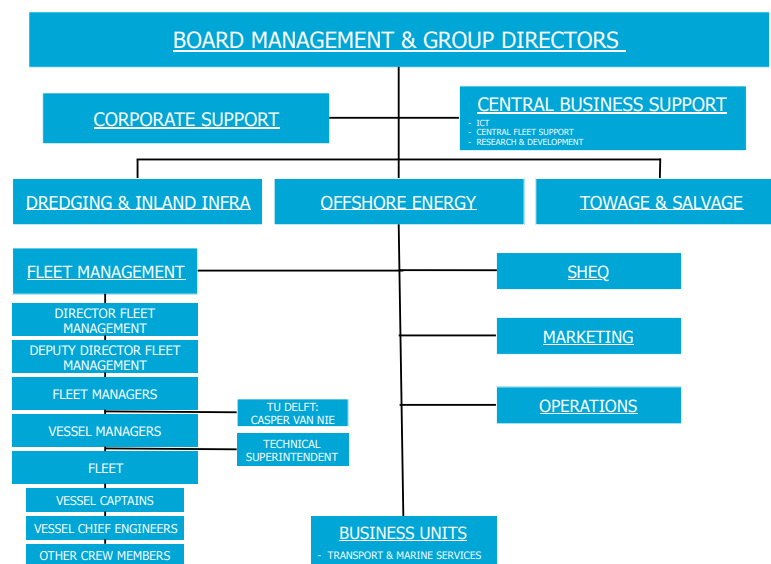 BOARD MANAGEMENT & GROUP DIRECTORS
CORPORATE SUPPORT
CENTRAL BUSINESS SUPPORT
- ICT
- CENTRAL FLEET SUPPORT
- RESEARCH & DEVELOPMENT
DREDGING & INLAND INFRA
OFFSHORE ENERGY
TOWAGE & SALVAGE
FLEET MANAGEMENT
SHEQ
DIRECTOR FLEET
MANAGEMENT
MARKETING
DEPUTY DIRECTOR FLEET
MANAGEMENT
FLEET MANAGERS
OPERATIONS
TU DELFT:
CASPER VAN NIE
VESSEL MANAGERS
TECHNICAL
SUPERINTENDENT
FLEET
VESSEL CAPTAINS
VESSEL CHIEF ENGINEERS
OTHER CREW MEMBERS
BUSINESS UNITS
- TRANSPORT & MARINE SERVICES